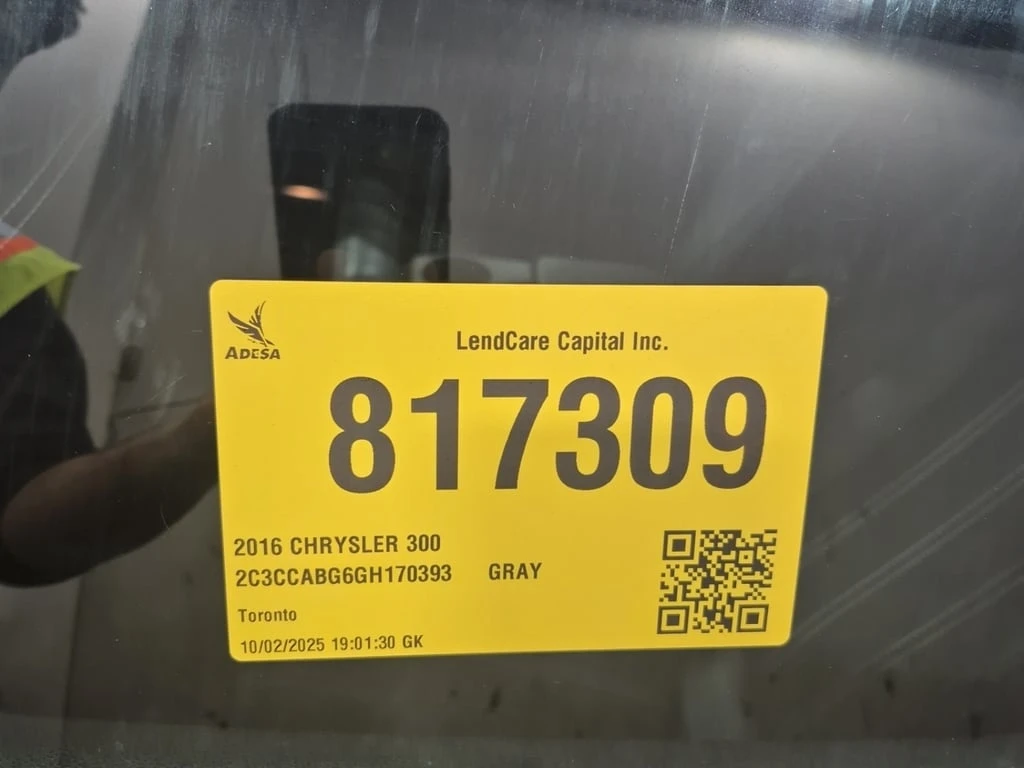 ADESA
LendCare Capital Inc.
817309
2016 CHRYSLER 300
2C3CCABG6GH170393 GRAY
Toronto
10/02/2025 19:01:30 GK